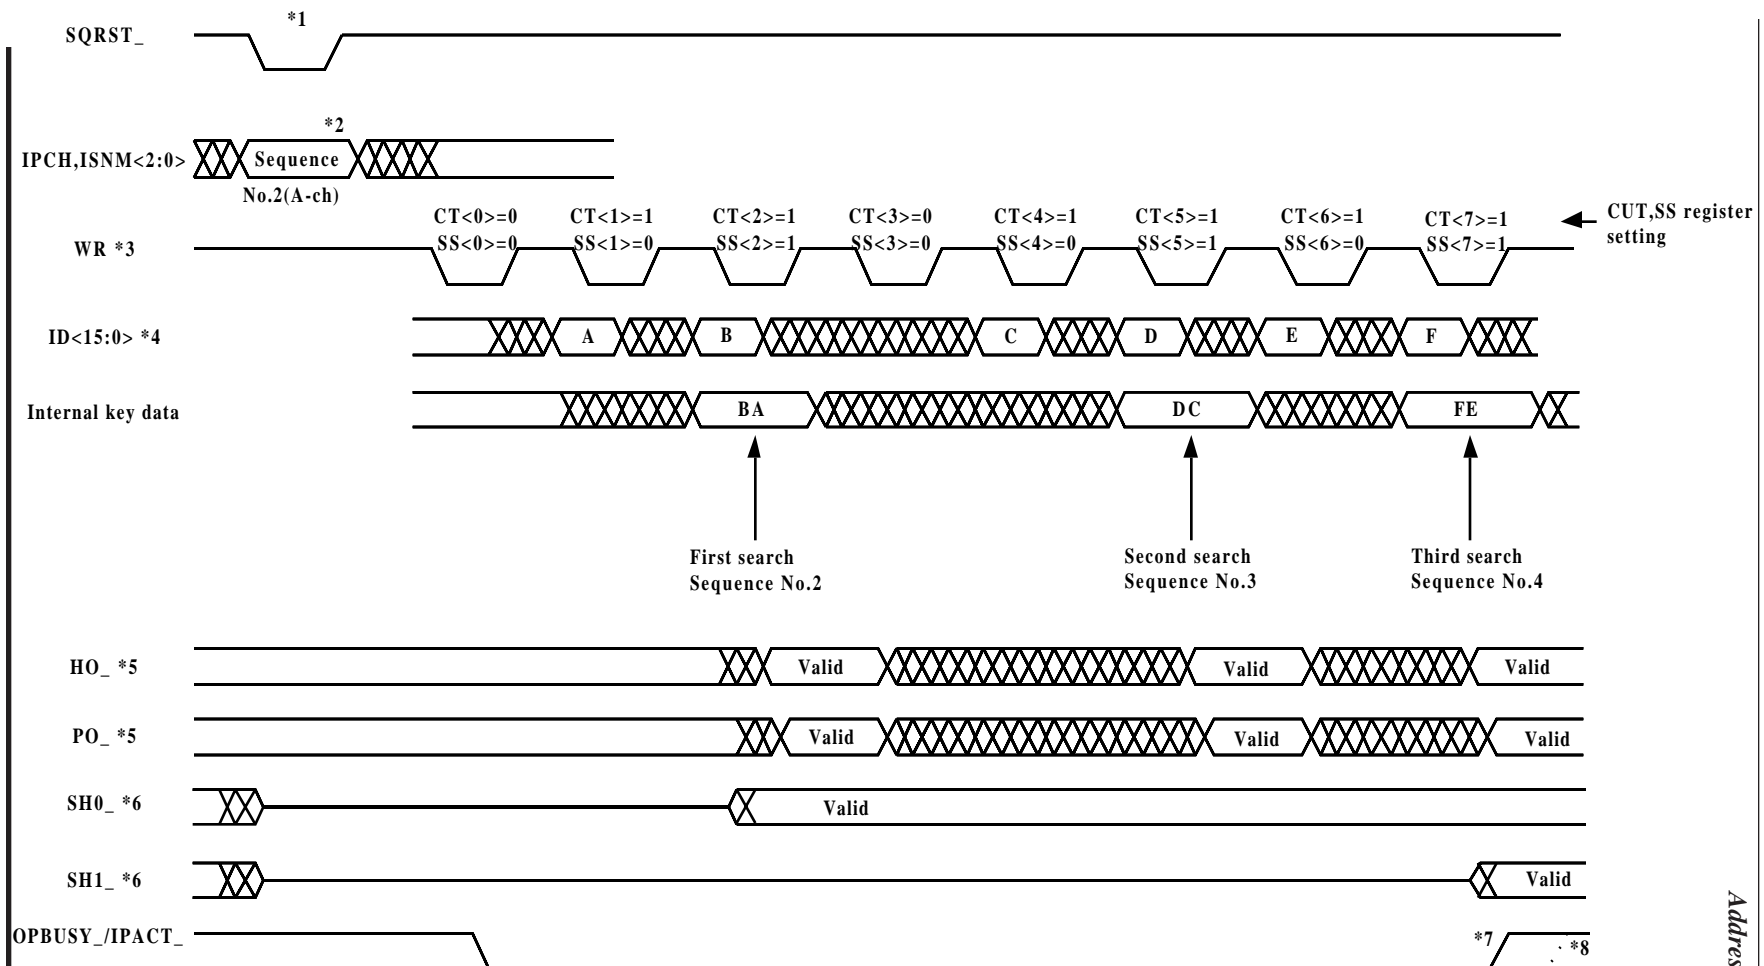 *1
SQRST_
*2
IPCH,ISNM<2:0>
Sequence
No.2(A-ch)
CT<0>=0 CT<1>=1 CT<2>=1 CT<3>=0 CT<4>=1 CT<5>=1 CT<6>=1 CT<7>=1
SS<0>=0 SS<1>=0 SS<2>=1 SS<3>=0 SS<4>=0 SS<5>=1 SS<6>=0 SS<7>=1
CUT,SS register
setting
WR *3
ID<15:0> *4 A B C D E F
Internal key data BA DC FE
First search
Sequence No.2
Second search
Sequence No.3
Third search
Sequence No.4
HO_ *5 Valid Valid Valid
PO_ *5 Valid Valid Valid
SH0_ *6 Valid
SH1_ *6 Valid
OPBUSY_/IPACT_ *7 *8
Addres